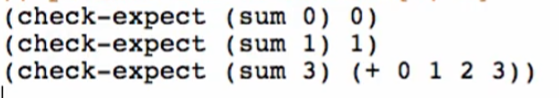 (check-expect (sum 0) 0)
(check-expect (sum 1) 1)
(check-expect (sum 3) (+ 0 1 2 3))